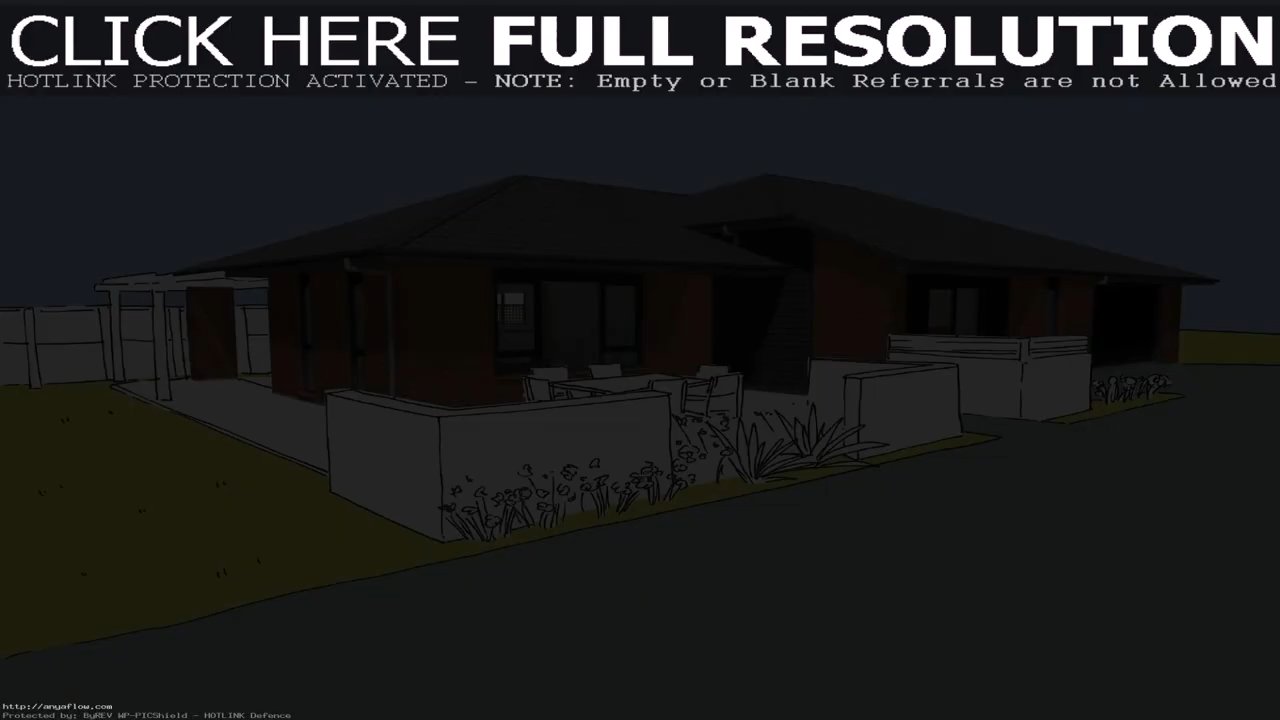 CLICK HERE FULL RESOLUTION
HOTLINK PROTECTION ACTIVATED - NOTE: Empty or Blank Referrals are not Allowed
http://anyaflow.com
Protected by: ByREV WP-PICShield - HOTLINK Defence